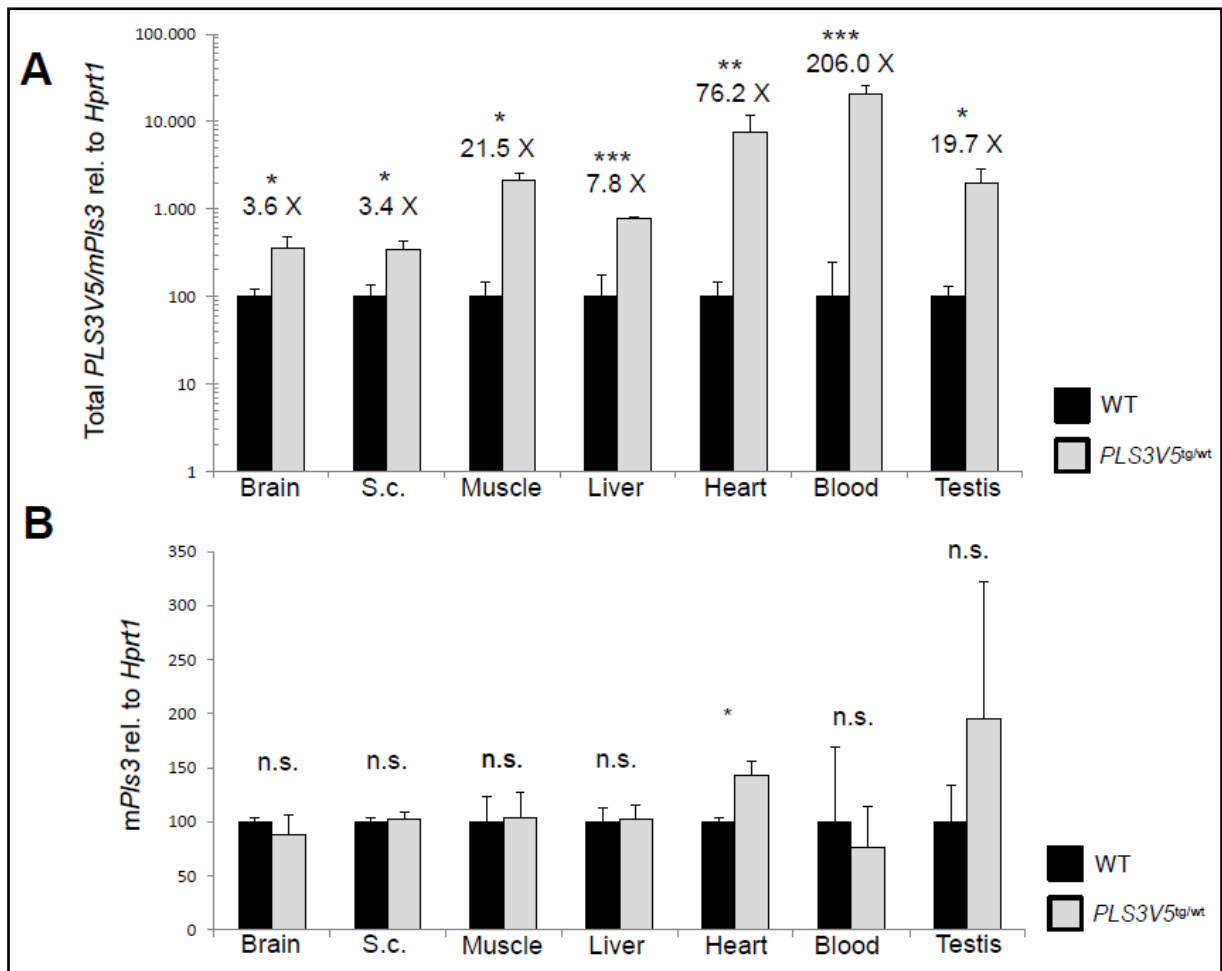 A
Total PLS3V5/mPls3 rel. to Hprt1
100.000
10.000
1.000
100
10
1
*
3.6 X
*
3.4 X
*
21.5 X
***
7.8 X
**
76.2 X
***
206.0 X
*
19.7 X
Brain S.c. Muscle Liver Heart Blood Testis
WT
PLS3V5tg/wt
B
mPls3 rel. to Hprt1
350
300
250
200
150
100
50
0
n.s.
n.s.
n.s.
n.s.
*
n.s.
n.s.
Brain S.c. Muscle Liver Heart Blood Testis
WT
PLS3V5tg/wt